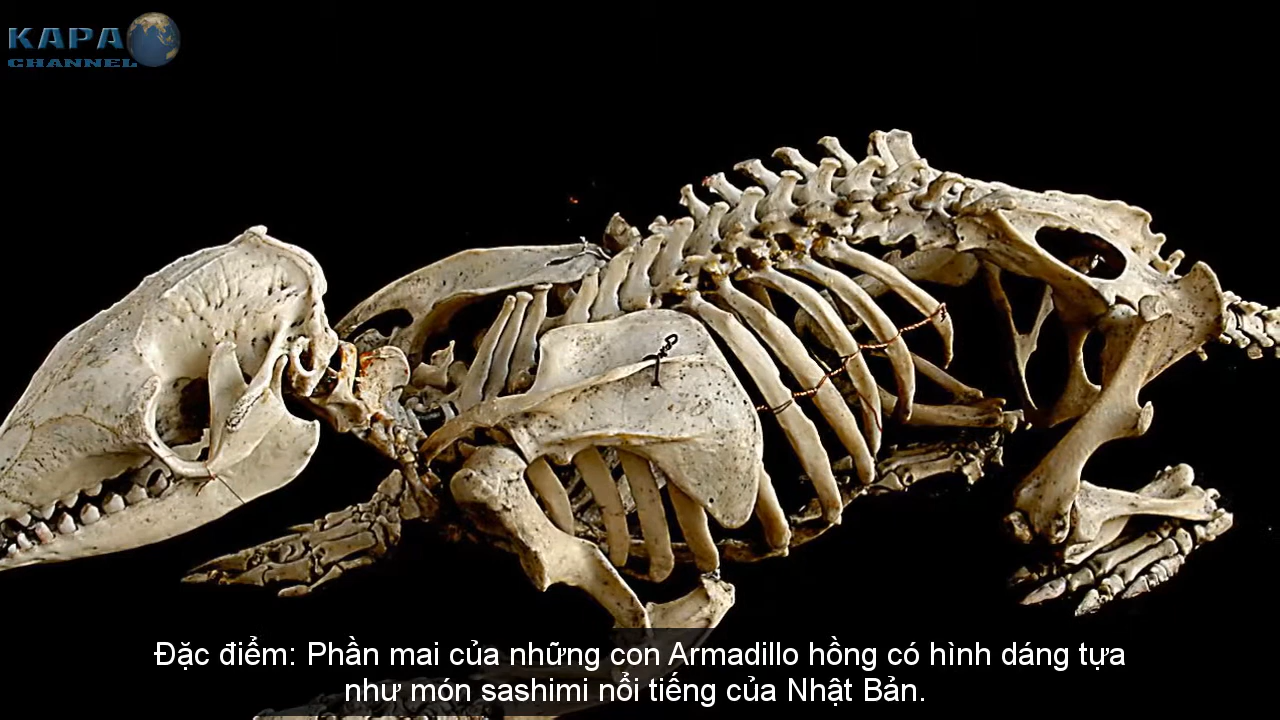 KAPA
CHANNEL
Đặc điểm: Phần mai của những con Armadillo hồng có hình dáng tựa
như món sashimi nổi tiếng của Nhật Bản.